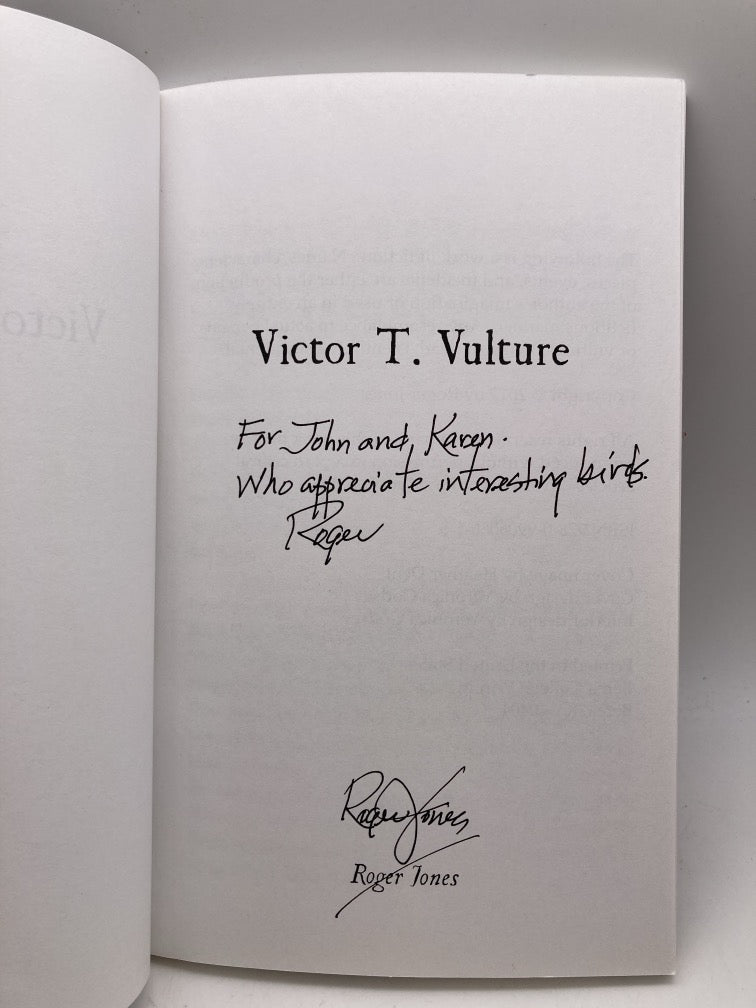 Victor T. Vulture
For John and Karen.
Who appreciate interesting birds.
Roger
Roger Jones
Roger Jones